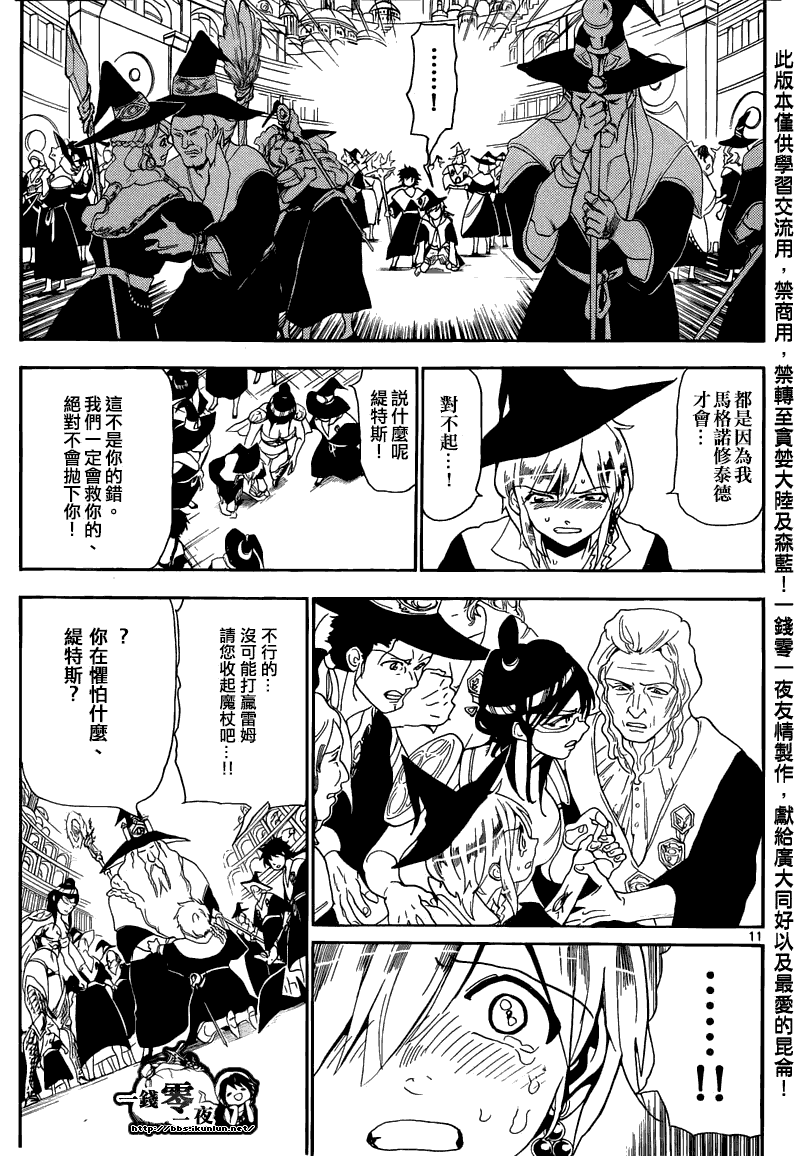 ……！
都是因為我
馬格諾修泰德
才會…
對不起…！
説什麼呢
緹特斯！
這不是你的錯。
我們一定會救你的、
絕對不會拋下你！
不行的…
沒可能打贏雷姆
請您收起魔杖吧…!!
？
你在懼怕什麼、
緹特斯？
……!!
11
一錢零一夜
http://bbs.ikunlun.net/
此版本僅供學習交流用，禁商用，禁轉至貪婪大陸及森藍！一錢零一夜友情製作，獻給廣大同好以及最愛的昆侖！